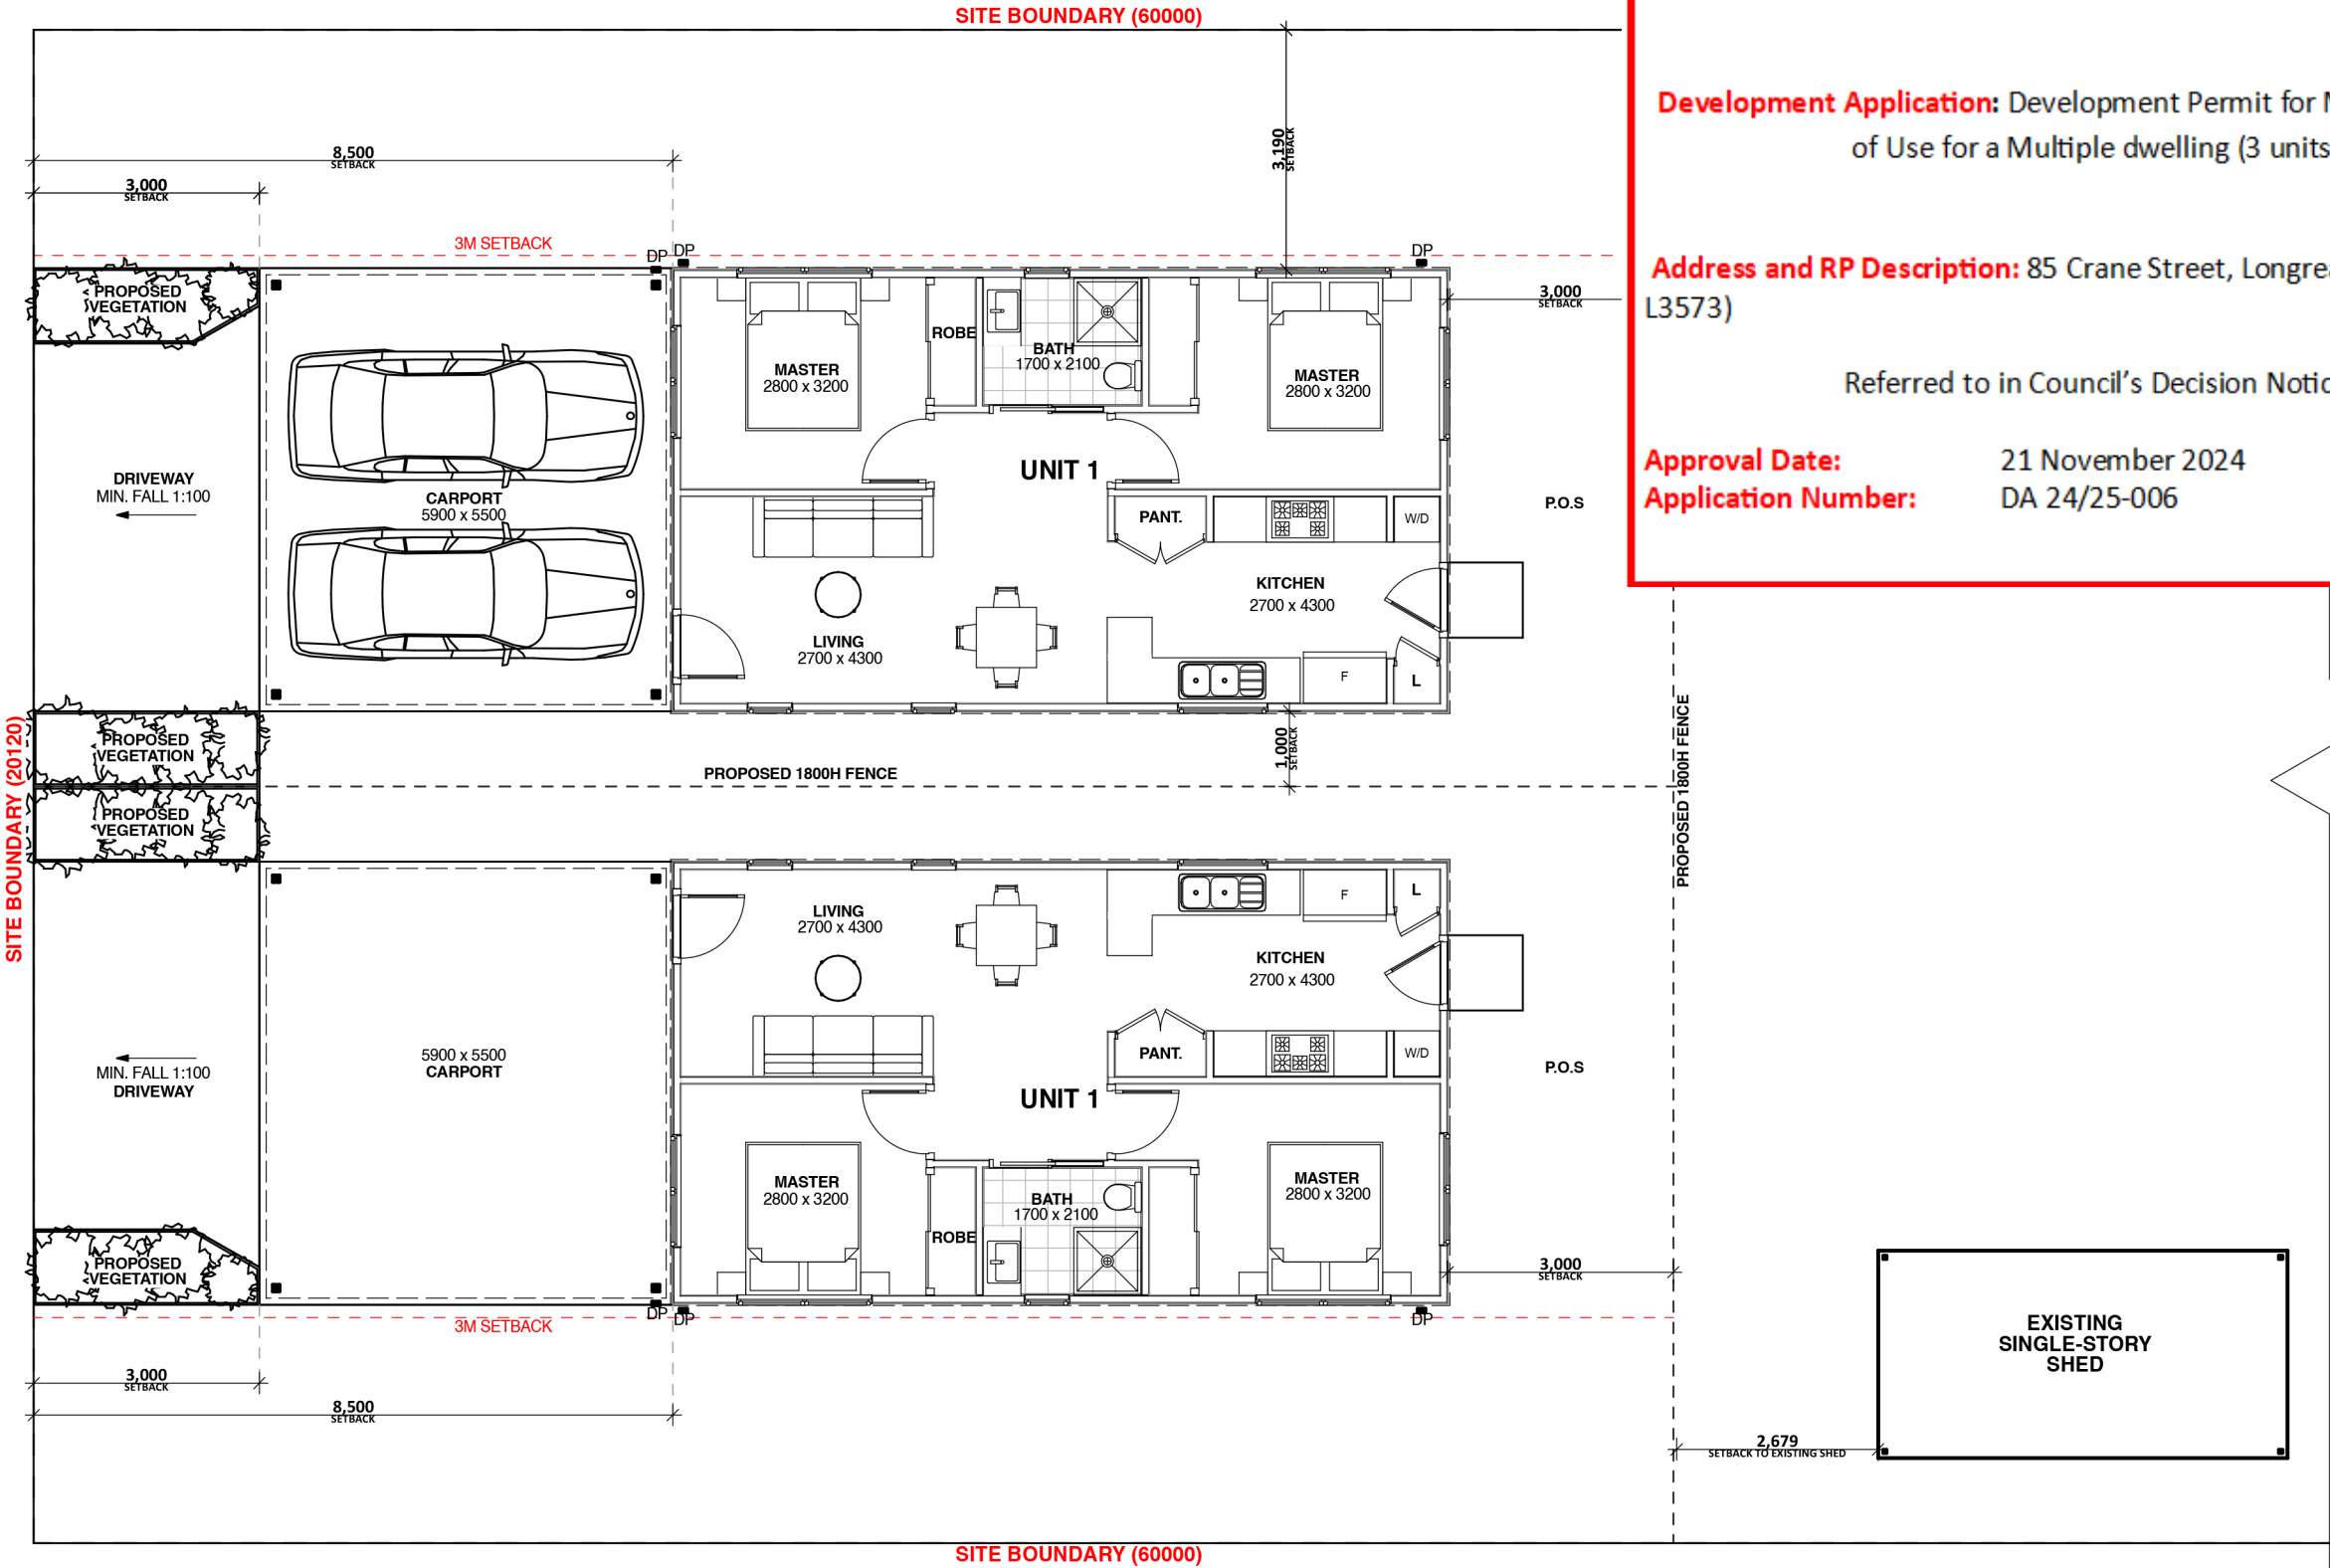 SITE BOUNDARY (60000)
Development Application: Development Permit for
of Use for a Multiple dwelling (3 units
Address and RP Description: 85 Crane Street,
L3573)
Referred to in Council's Decision
Approval Date: 21 November 2024
Application Number: DA 24/25-006
8,500
SETBACK
3,000
SETBACK
3,190
SETBACK
3M SETBACK
DP
DP
DP
3,000
SETBACK
PROPOSED
VEGETATION
ROBE
BATH
1700 x 2100
MASTER
2800 x 3200
MASTER
2800 x 3200
UNIT 1
DRIVEWAY
MIN. FALL 1:100
CARPORT
5900 x 5500
PANT.
W/D
P.O.S
KITCHEN
2700 x 4300
LIVING
2700 x 4300
F
L
PROPOSED
VEGETATION
1,000
SETBACK
PROPOSED 1800H FENCE
PROPOSED 1800H FENCE
SITE BOUNDARY (20120)
PROPOSED
VEGETATION
LIVING
2700 x 4300
F
L
KITCHEN
2700 x 4300
5900 x 5500
CARPORT
MIN. FALL 1:100
DRIVEWAY
PANT.
W/D
P.O.S
UNIT 1
MASTER
2800 x 3200
BATH
1700 x 2100
MASTER
2800 x 3200
ROBE
PROPOSED
VEGETATION
3,000
SETBACK
DP
DP
DP
3M SETBACK
EXISTING
SINGLE-STORY
SHED
3,000
SETBACK
8,500
SETBACK
2,679
SETBACK TO EXISTING SHED
SITE BOUNDARY (60000)